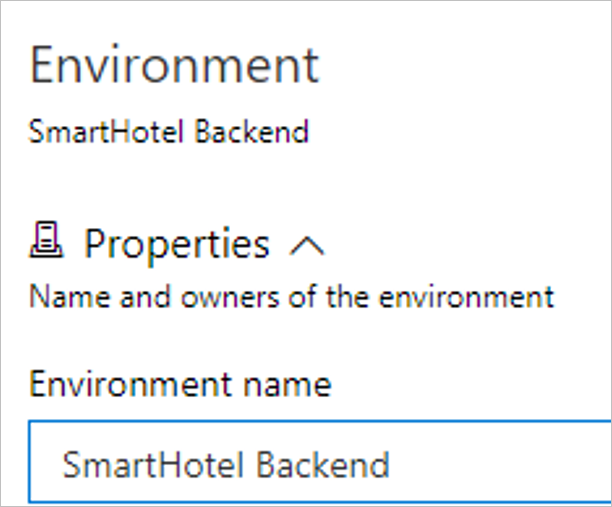 Environment
SmartHotel Backend
Properties
Name and owners of the environment
Environment name
SmartHotel Backend